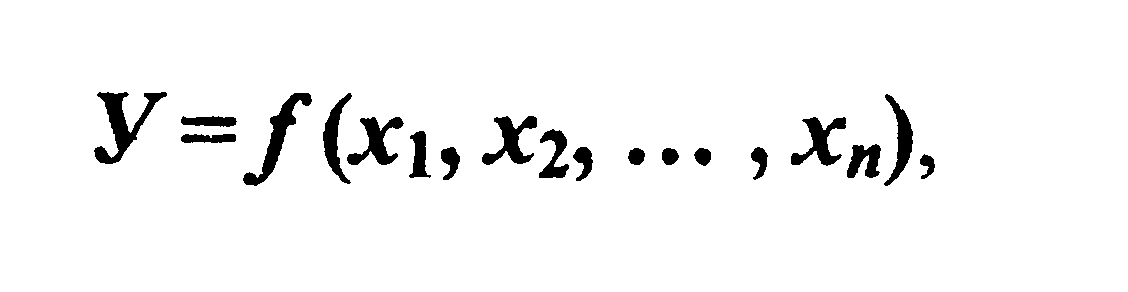 y = f (x₁, x₂, ... , xₙ),